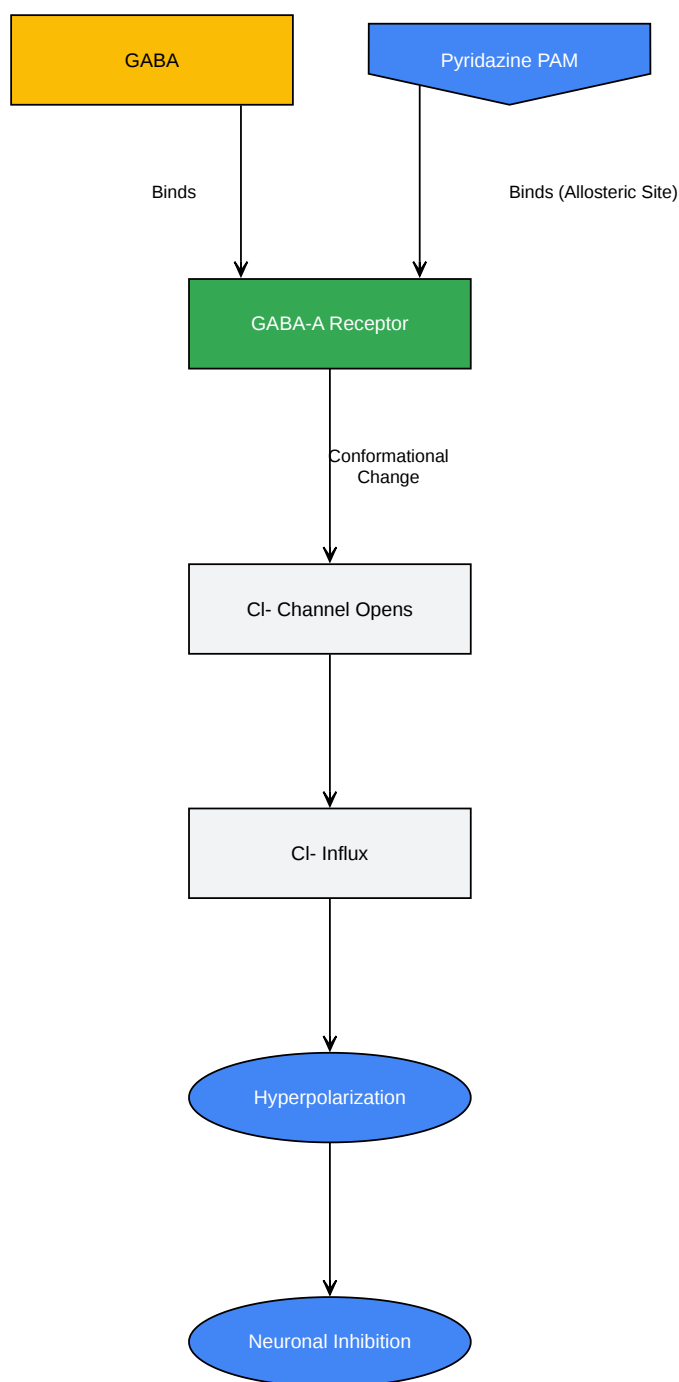 GABA
Pyridazine PAM
Binds
Binds (Allosteric Site)
GABA-A Receptor
Conformational
Change
Cl- Channel Opens
Cl- Influx
Hyperpolarization
Neuronal Inhibition